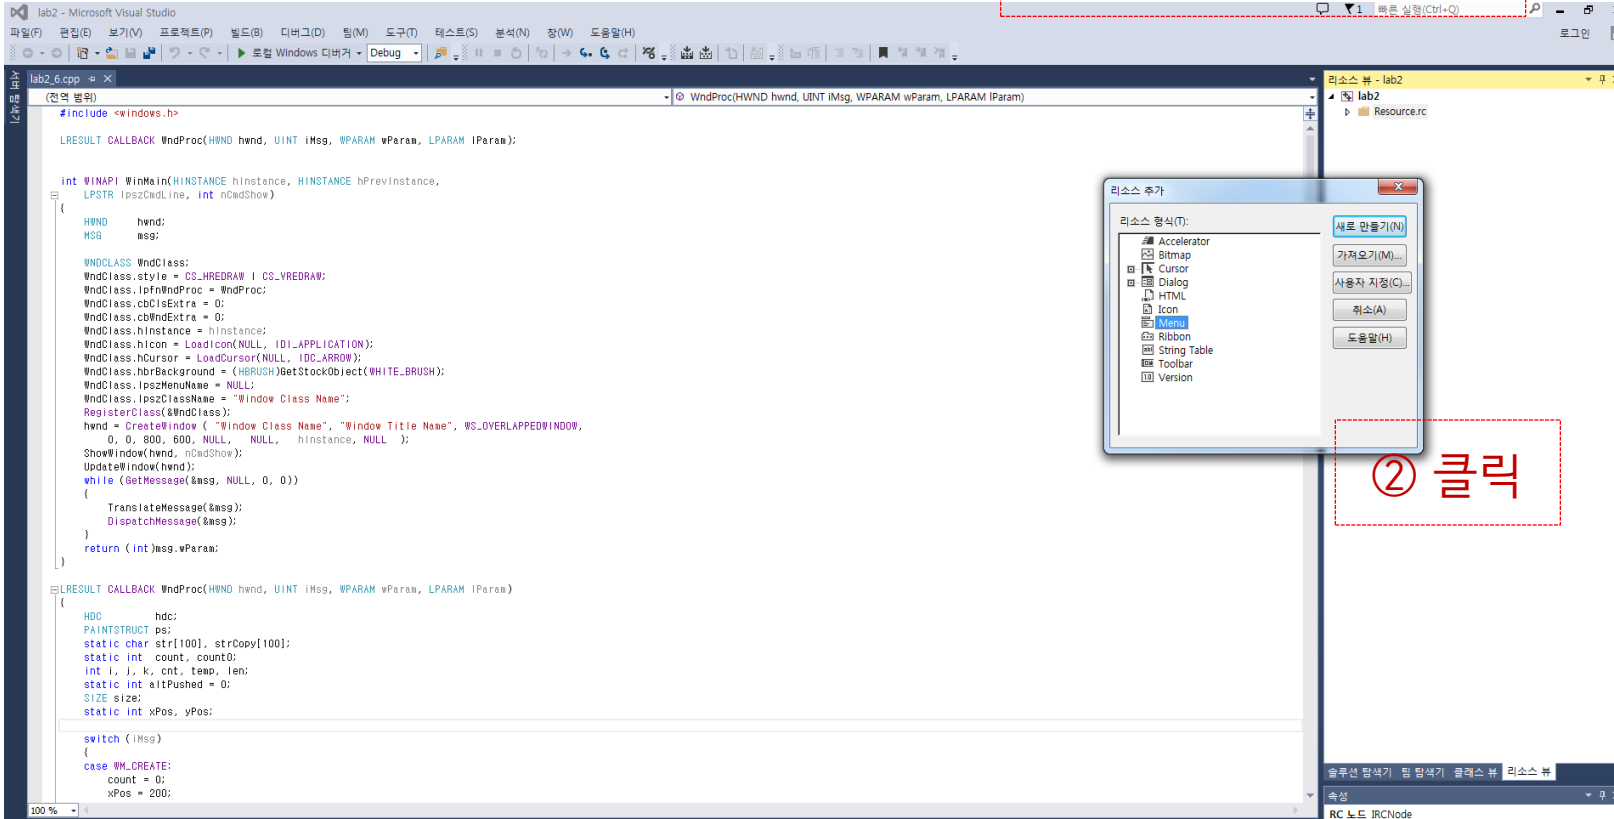 lab2 - Microsoft Visual Studio
1 빠른 실행(Ctrl+Q)
파일(F) 편집(E) 보기(V) 프로젝트(P) 빌드(B) 디버그(D) 팀(M) 도구(T) 테스트(S) 분석(N) 창(W) 도움말(H)
로그인
로컬 Windows 디버거 Debug
서버 탐색기
lab2_6.cpp
(전역 범위)
WndProc(HWND hwnd, UINT iMsg, WPARAM wParam, LPARAM lParam)
#include <windows.h>
LRESULT CALLBACK WndProc(HWND hwnd, UINT iMsg, WPARAM wParam, LPARAM lParam);
int WINAPI WinMain(HINSTANCE hInstance, HINSTANCE hPrevInstance,
LPSTR lpszCmdLine, int nCmdShow)
{
HWND hwnd;
MSG msg;
WNDCLASS WndClass;
WndClass.style = CS_HREDRAW | CS_VREDRAW;
WndClass.lpfnWndProc = WndProc;
WndClass.cbClsExtra = 0;
WndClass.cbWndExtra = 0;
WndClass.hInstance = hInstance;
WndClass.hIcon = LoadIcon(NULL, IDI_APPLICATION);
WndClass.hCursor = LoadCursor(NULL, IDC_ARROW);
WndClass.hbrBackground = (HBRUSH)GetStockObject(WHITE_BRUSH);
WndClass.lpszMenuName = NULL;
WndClass.lpszClassName = "Window Class Name";
RegisterClass(&WndClass);
hwnd = CreateWindow ( "Window Class Name", "Window Title Name", WS_OVERLAPPEDWINDOW,
0, 0, 800, 600, NULL, NULL, hInstance, NULL );
ShowWindow(hwnd, nCmdShow);
UpdateWindow(hwnd);
while (GetMessage(&msg, NULL, 0, 0))
{
TranslateMessage(&msg);
DispatchMessage(&msg);
}
return (int)msg.wParam;
}
LRESULT CALLBACK WndProc(HWND hwnd, UINT iMsg, WPARAM wParam, LPARAM lParam)
{
HDC hdc;
PAINTSTRUCT ps;
static char str[100], strCopy[100];
static int count, count0;
int i, j, k, cnt, temp, len;
static int altPushed = 0;
SIZE size;
static int xPos, yPos;
switch (iMsg)
{
case WM_CREATE:
count = 0;
xPos = 200;
100 %
리소스 추가
리소스 형식(T):
Accelerator
Bitmap
Cursor
Dialog
HTML
Icon
Menu
Ribbon
String Table
Toolbar
Version
새로 만들기(N)
가져오기(M)...
사용자 지정(C)...
취소(A)
도움말(H)
② 클릭
리소스 뷰 - lab2
lab2
Resource.rc
솔루션 탐색기 팀 탐색기 클래스 뷰 리소스 뷰
속성
RC 노드 IRCNode